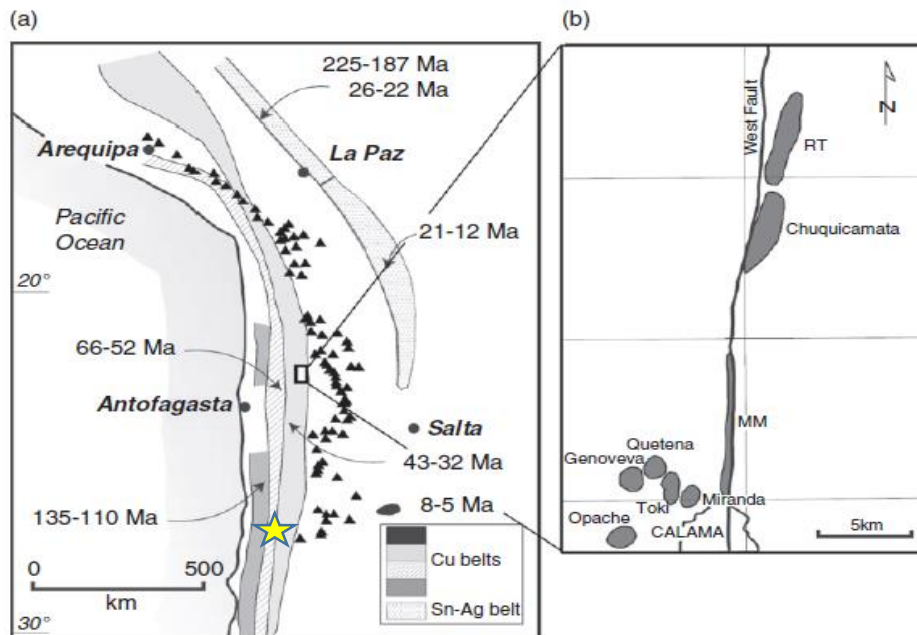 (a)
225-187 Ma
26-22 Ma
Arequipa
La Paz
Pacific
Ocean
21-12 Ma
20°
66-52 Ma
Antofagasta
Salta
43-32 Ma
135-110 Ma
8-5 Ma
Cu belts
0 500
km
Sn-Ag belt
30°
(b)
West Fault
N
RT
Chuquicamata
MM
Quetena
Genoveva
Toki
Miranda
Opache
CALAMA
5km